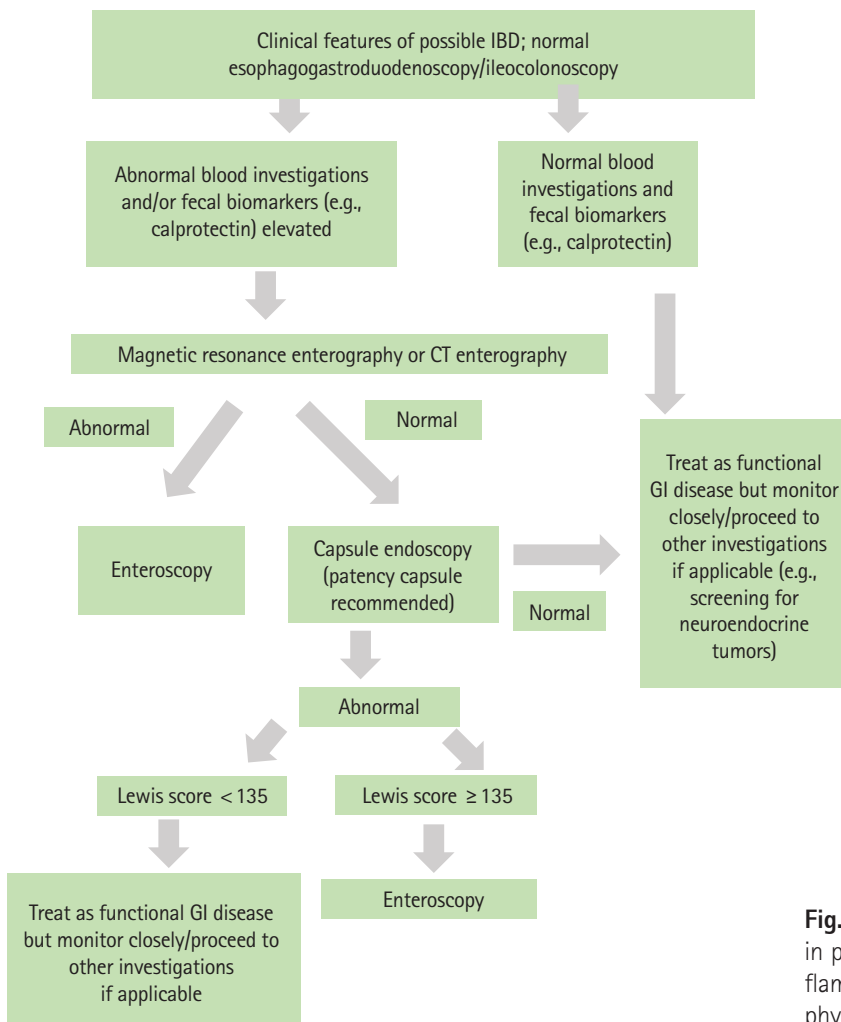 Clinical features of possible IBD; normal
esophagogastroduodenoscopy/ileocolonoscopy
Abnormal blood investigations
and/or fecal biomarkers (e.g.,
calprotectin) elevated
Normal blood
investigations and
fecal biomarkers
(e.g., calprotectin)
Magnetic resonance enterography or CT enterography
Abnormal
Normal
Enteroscopy
Capsule endoscopy
(patency capsule
recommended)
Normal
Treat as functional
GI disease but monitor
closely/proceed to
other investigations
if applicable (e.g.,
screening for
neuroendocrine
tumors)
Abnormal
Lewis score < 135
Lewis score ≥ 135
Treat as functional GI disease
but monitor closely/proceed to
other investigations
if applicable
Enteroscopy
Fig.
in p
flam
phy